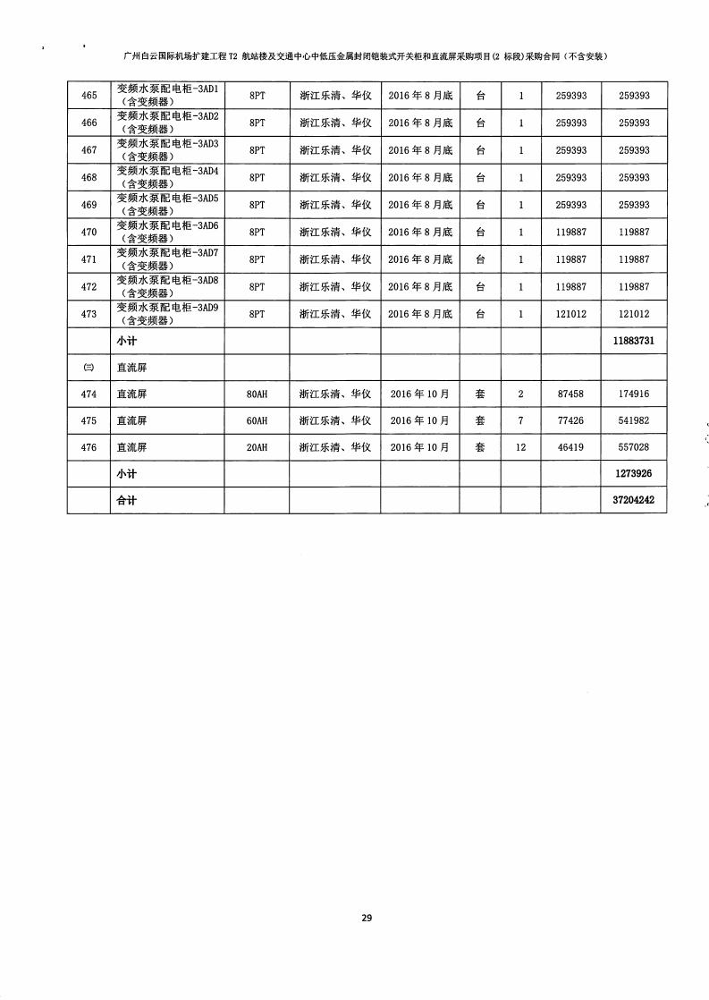 广州白云国际机场扩建工程 T2 航站楼及交通中心中低压金属封闭铠装式开关柜和直流屏采购项目(2 标段)采购合同（不含安装）
465 变频水泵配电柜-3AD1 8PT 浙江乐清、华仪 2016 年 8 月底 台 1 259393 259393
（含变频器）
466 变频水泵配电柜-3AD2 8PT 浙江乐清、华仪 2016 年 8 月底 台 1 259393 259393
（含变频器）
467 变频水泵配电柜-3AD3 8PT 浙江乐清、华仪 2016 年 8 月底 台 1 259393 259393
（含变频器）
468 变频水泵配电柜-3AD4 8PT 浙江乐清、华仪 2016 年 8 月底 台 1 259393 259393
（含变频器）
469 变频水泵配电柜-3AD5 8PT 浙江乐清、华仪 2016 年 8 月底 台 1 259393 259393
（含变频器）
470 变频水泵配电柜-3AD6 8PT 浙江乐清、华仪 2016 年 8 月底 台 1 119887 119887
（含变频器）
471 变频水泵配电柜-3AD7 8PT 浙江乐清、华仪 2016 年 8 月底 台 1 119887 119887
（含变频器）
472 变频水泵配电柜-3AD8 8PT 浙江乐清、华仪 2016 年 8 月底 台 1 119887 119887
（含变频器）
473 变频水泵配电柜-3AD9 8PT 浙江乐清、华仪 2016 年 8 月底 台 1 121012 121012
（含变频器）
小计 11883731
㈢ 直流屏
474 直流屏 80AH 浙江乐清、华仪 2016 年 10 月 套 2 87458 174916
475 直流屏 60AH 浙江乐清、华仪 2016 年 10 月 套 7 77426 541982
476 直流屏 20AH 浙江乐清、华仪 2016 年 10 月 套 12 46419 557028
小计 1273926
合计 37204242
29